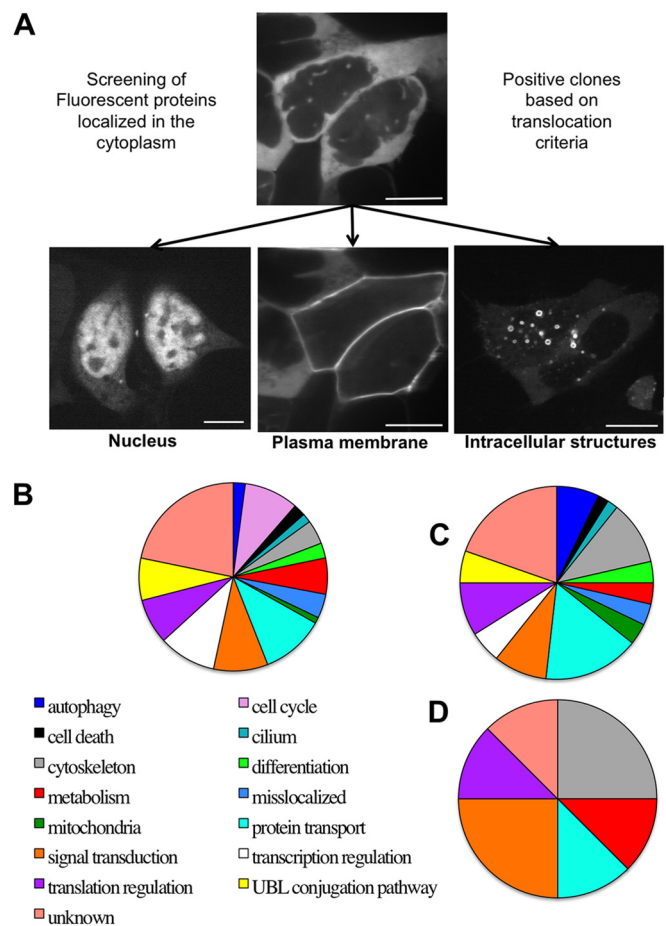 A
Screening of
Fluorescent proteins
localized in the
cytoplasm
Positive clones
based on
translocation
criteria
Nucleus
Plasma membrane
Intracellular structures
B
C
D
autophagy
cell death
cytoskeleton
metabolism
mitochondria
signal transduction
translation regulation
unknown
cell cycle
cilium
differentiation
misslocalized
protein transport
transcription regulation
UBL conjugation pathway